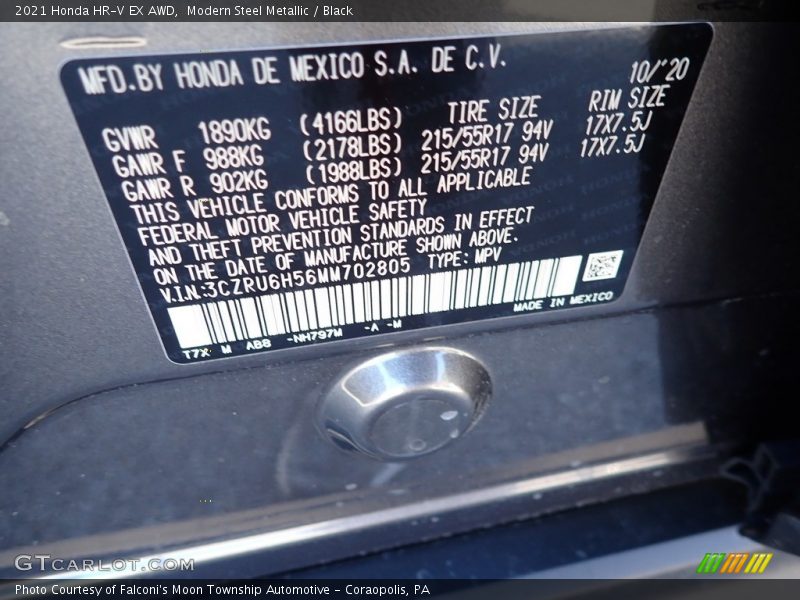 2021 Honda HR-V EX AWD, Modern Steel Metallic / Black
MFD.BY HONDA DE MEXICO S.A. DE C.V.
10/'20
GVWR 1890KG (4166LBS) TIRE SIZE RIM SIZE
GAWR F 988KG (2178LBS) 215/55R17 94V 17X7.5J
GAWR R 902KG (1988LBS) 215/55R17 94V 17X7.5J
THIS VEHICLE CONFORMS TO ALL APPLICABLE
FEDERAL MOTOR VEHICLE SAFETY
AND THEFT PREVENTION STANDARDS IN EFFECT
ON THE DATE OF MANUFACTURE SHOWN ABOVE.
V.I.N:3CZRU6H56MM702805 TYPE: MPV
MADE IN MEXICO
T7X M AB8 -NH797M -A -M
GTCARLOT.COM
Photo Courtesy of Falconi's Moon Township Automotive - Coraopolis, PA